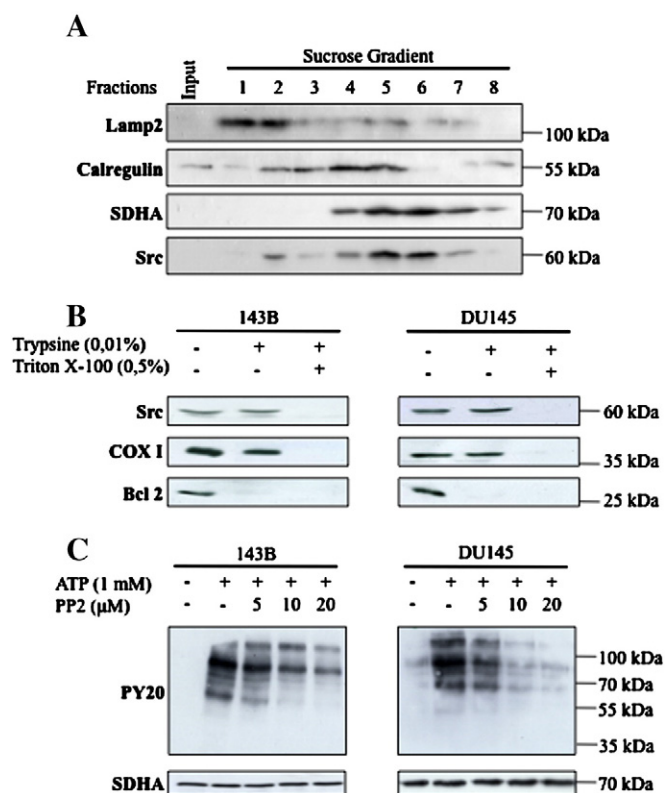 A
Sucrose Gradient
Input
Fractions 1 2 3 4 5 6 7 8
Lamp2 100 kDa
Calregulin 55 kDa
SDHA 70 kDa
Src 60 kDa
B
143B DU145
Trypsine (0,01%) - + + - + +
Triton X-100 (0,5%) - - + - - +
Src 60 kDa
COX I 35 kDa
Bcl 2 25 kDa
C
143B DU145
ATP (1 mM) - + + + + - + + + +
PP2 (µM) - - 5 10 20 - - 5 10 20
PY20
100 kDa
70 kDa
55 kDa
35 kDa
SDHA 70 kDa